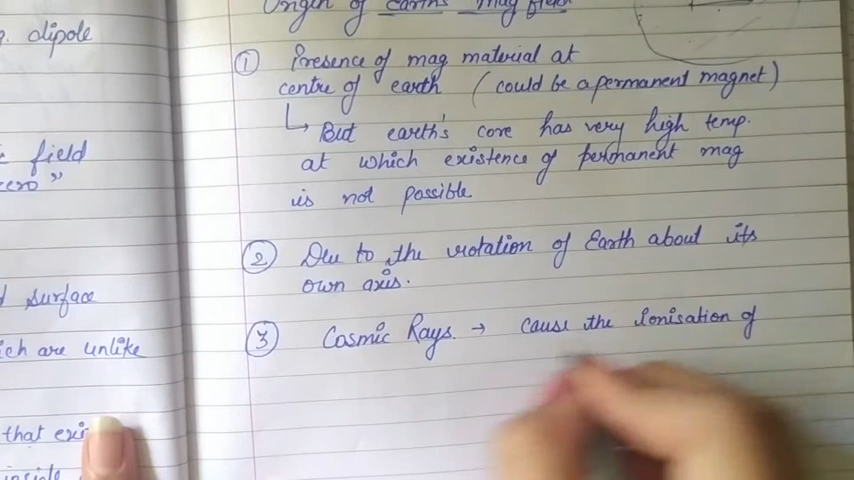 g. dipole
field
zero"
surface
ich are unlike
that exi
inside
Origin of Earths mag field
① Presence of mag material at
centre of earth (could be a permanent magnet)
↳ But earth's core has very high temp.
at which existence of permanent mag
is not possible
② Due to the rotation of Earth about its
own axis.
③ Cosmic Rays. → cause the ionisation of